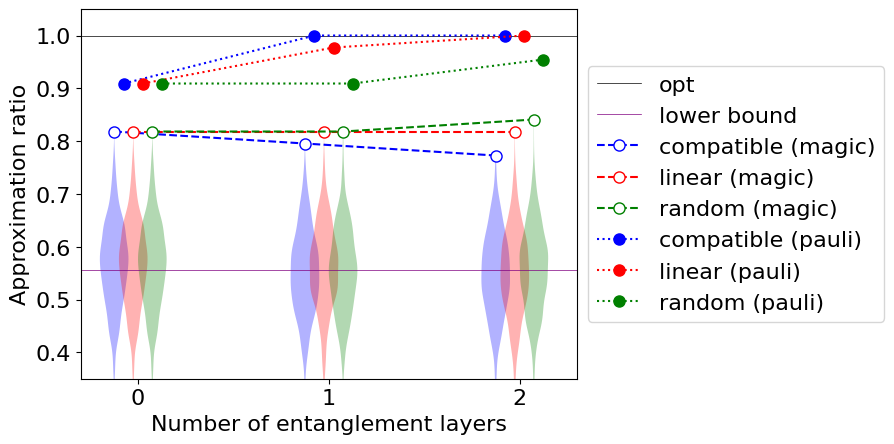 1.0
0.9
0.8
0.7
0.6
0.5
0.4
Approximation ratio
0
1
2
Number of entanglement layers
opt
lower bound
compatible (magic)
linear (magic)
random (magic)
compatible (pauli)
linear (pauli)
random (pauli)